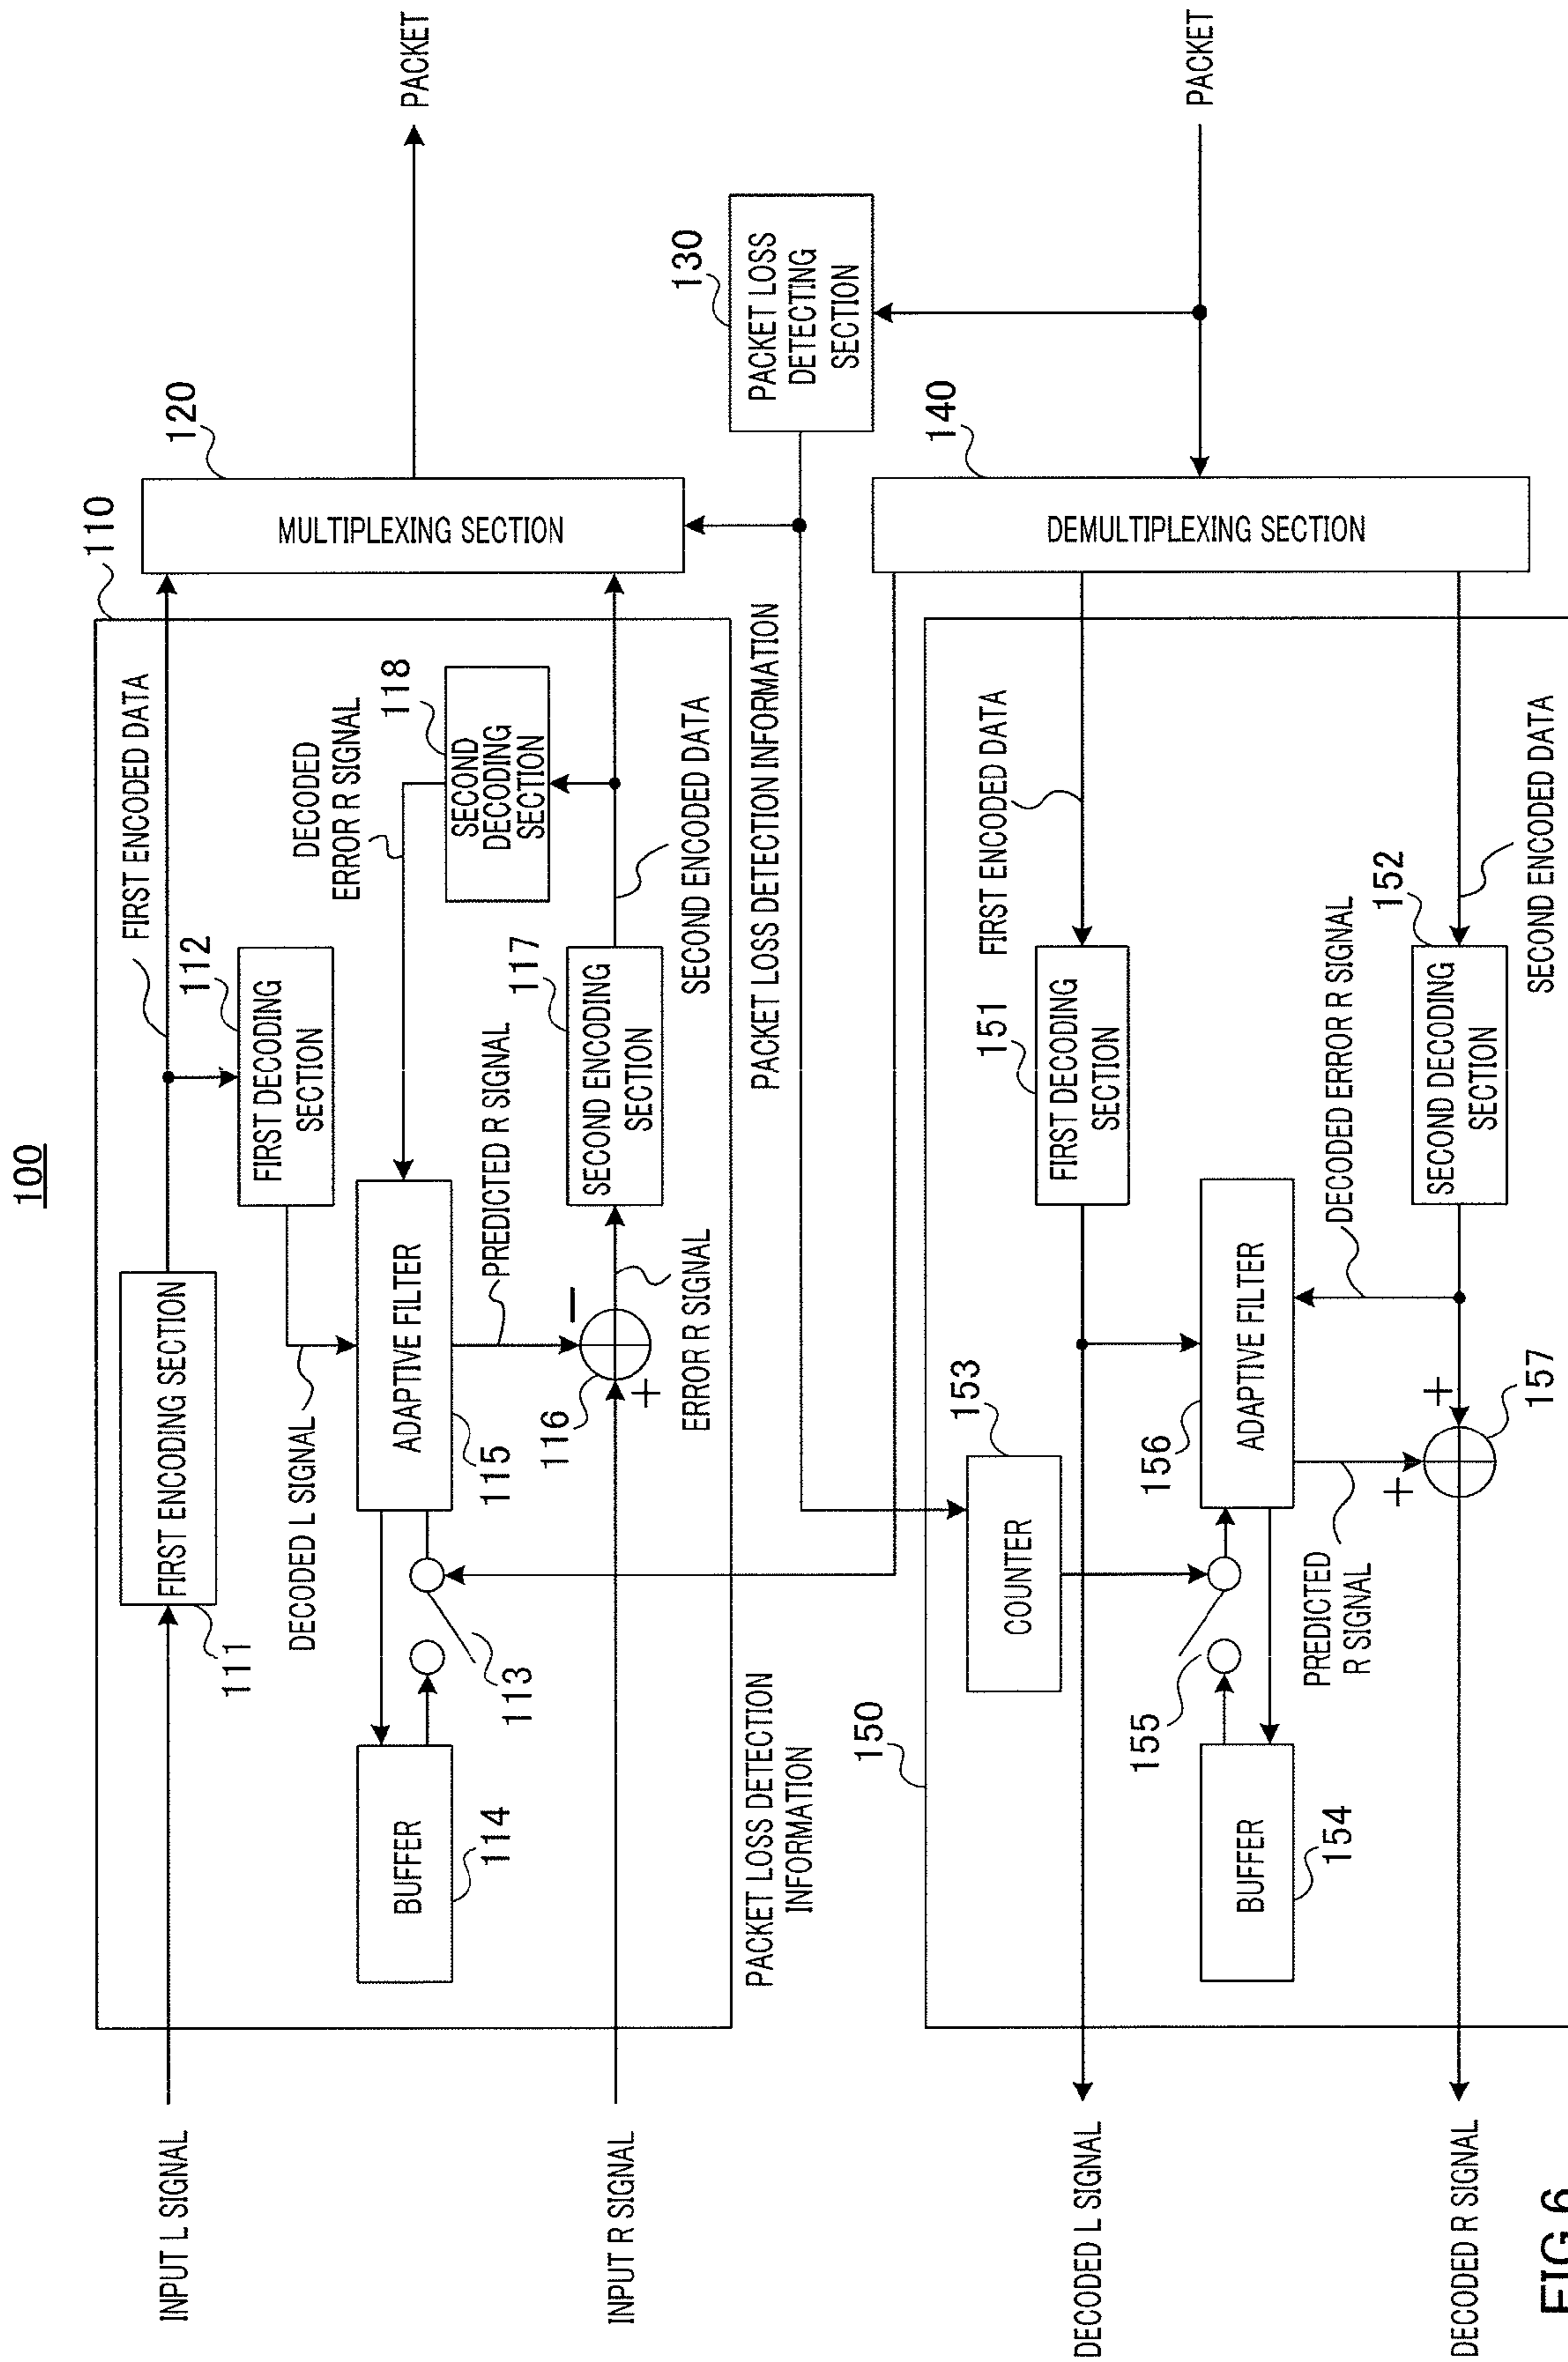 100
110
120
INPUT L SIGNAL
FIRST ENCODING SECTION
111
FIRST ENCODED DATA
MULTIPLEXING SECTION
PACKET
112
FIRST DECODING
SECTION
DECODED L SIGNAL
DECODED
ERROR R SIGNAL
118
SECOND
DECODING
SECTION
BUFFER
114
113
ADAPTIVE FILTER
115
PREDICTED R SIGNAL
117
SECOND ENCODING
SECTION
INPUT R SIGNAL
116
+
−
ERROR R SIGNAL
SECOND ENCODED DATA
130
PACKET LOSS
DETECTING
SECTION
PACKET LOSS DETECTION
INFORMATION
PACKET LOSS DETECTION INFORMATION
150
140
DEMULTIPLEXING SECTION
PACKET
153
COUNTER
151
FIRST DECODING
SECTION
FIRST ENCODED DATA
DECODED L SIGNAL
155
156
BUFFER
154
ADAPTIVE FILTER
PREDICTED
R SIGNAL
DECODED ERROR R SIGNAL
152
SECOND DECODING
SECTION
+
+
157
SECOND ENCODED DATA
DECODED R SIGNAL
FIG.6